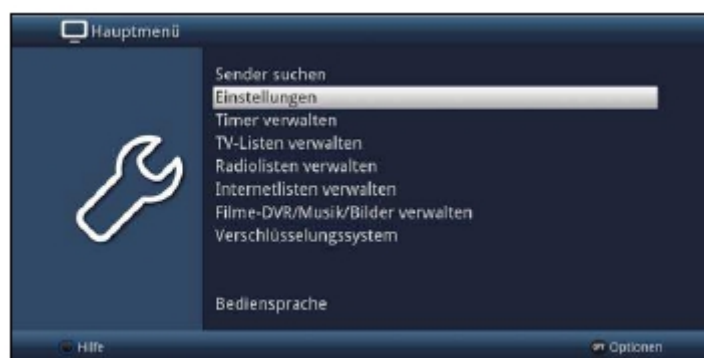 Hauptmenü
Sender suchen
Einstellungen
Timer verwalten
TV-Listen verwalten
Radiolisten verwalten
Internetlisten verwalten
Filme-DVR/Musik/Bilder verwalten
Verschlüsselungssystem
Bediensprache
Hilfe
Optionen